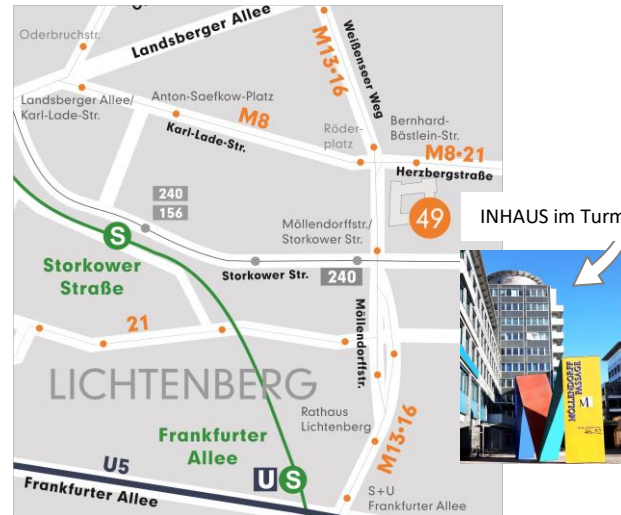 Oderbruchstr.
Landsberger Allee
M13•16
Weißenseer Weg
Landsberger Allee/
Karl-Lade-Str.
Anton-Saefkow-Platz
M8
Karl-Lade-Str.
Röder-
platz
Bernhard-
Bästlein-Str.
M8•21
Herzbergstraße
49
INHAUS im Turm
240
156
S
Möllendorffstr./
Storkower Str.
Storkower
Straße
Storkower Str.
240
21
Möllendorffstr.
MÖLLENDORFF
PASSAGE
M
LICHTENBERG
Rathaus
Lichtenberg
M13•16
Frankfurter
Allee
U5
U S
Frankfurter Allee
S+U
Frankfurter Allee